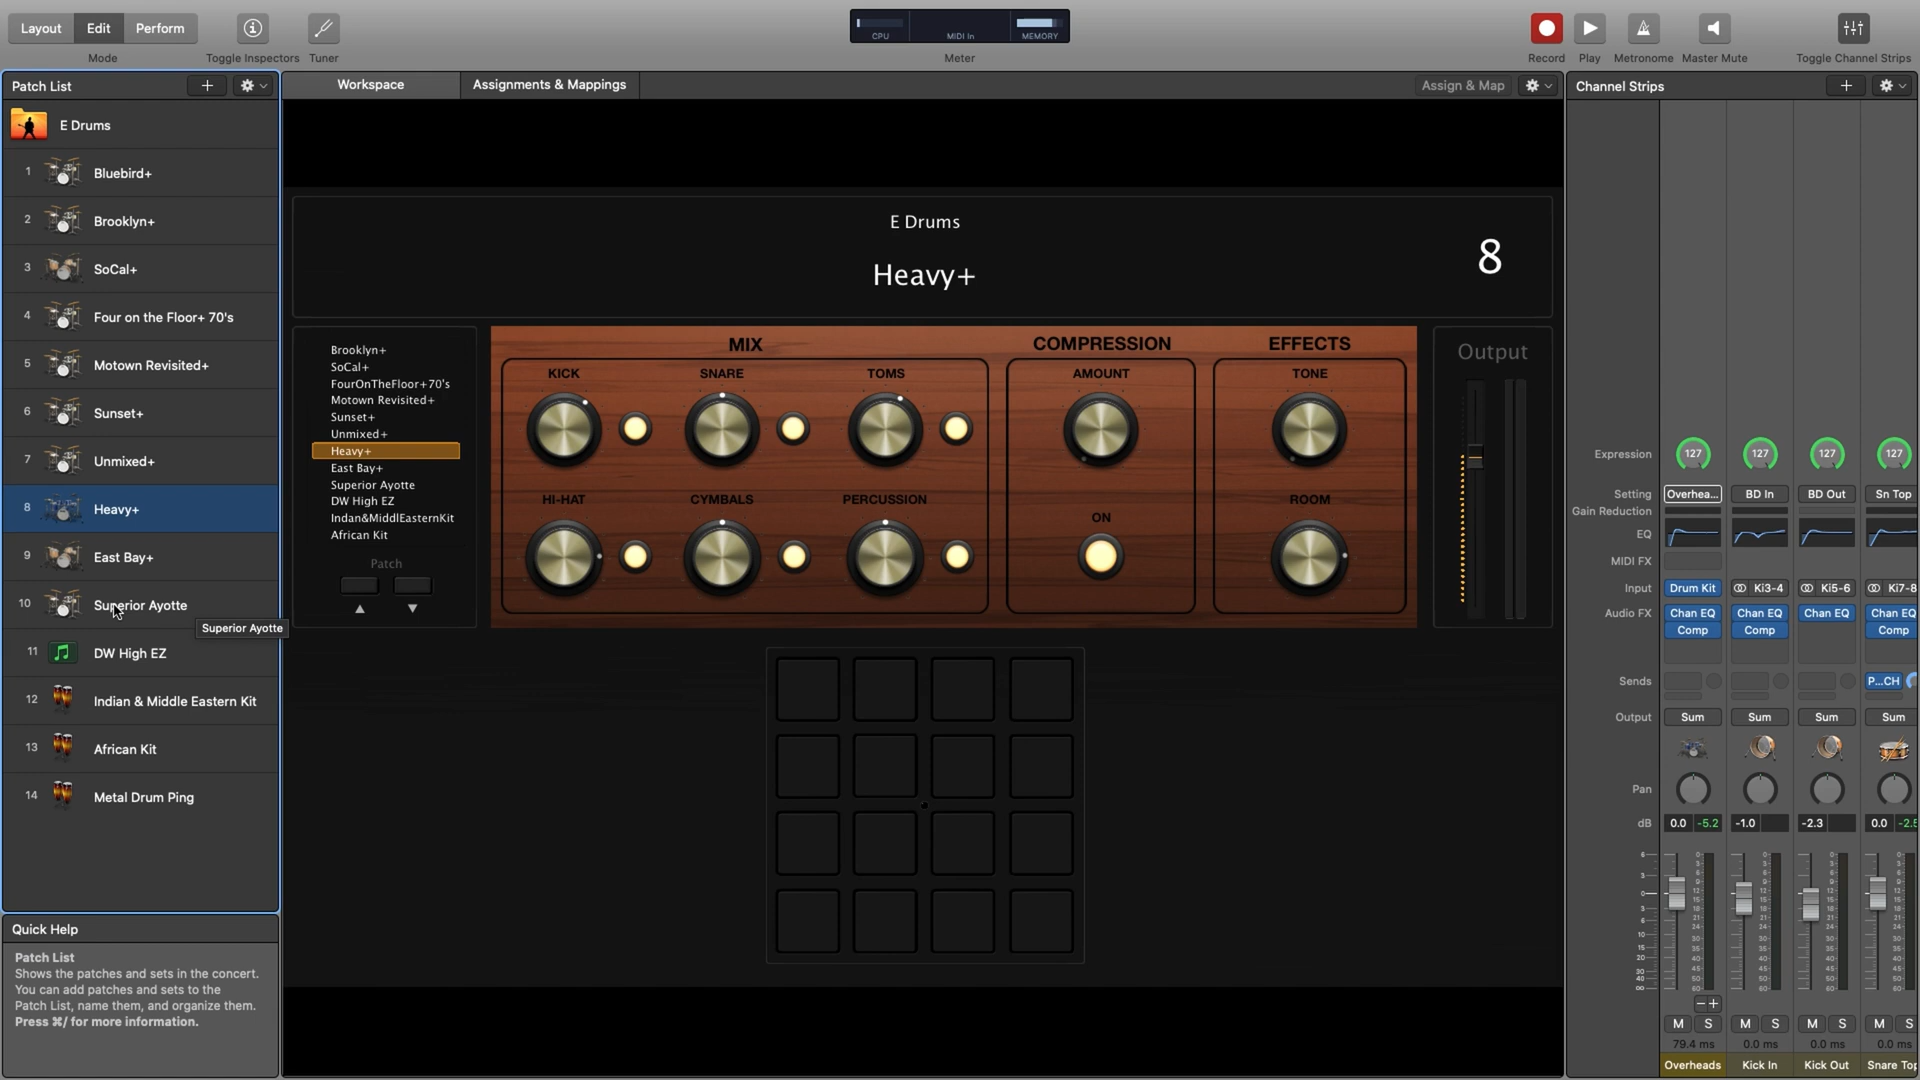 Layout Edit Perform
Mode
Toggle Inspectors
Tuner
CPU
MIDI In
MEMORY
Meter
Record
Play
Metronome
Master Mute
Toggle Channel Strips
Patch List
E Drums
1 Bluebird+
2 Brooklyn+
3 SoCal+
4 Four on the Floor+ 70's
5 Motown Revisited+
6 Sunset+
7 Unmixed+
8 Heavy+
9 East Bay+
10 Superior Ayotte
Superior Ayotte
11 DW High EZ
12 Indian & Middle Eastern Kit
13 African Kit
14 Metal Drum Ping
Quick Help
Patch List
Shows the patches and sets in the concert.
You can add patches and sets to the
Patch List, name them, and organize them.
Press ⌘/ for more information.
Workspace
Assignments & Mappings
Assign & Map
E Drums
Heavy+
8
Brooklyn+
SoCal+
FourOnTheFloor+70's
Motown Revisited+
Sunset+
Unmixed+
Heavy+
East Bay+
Superior Ayotte
DW High EZ
Indan&MiddlEasternKit
African Kit
Patch
MIX
KICK SNARE TOMS
HI-HAT CYMBALS PERCUSSION
COMPRESSION
AMOUNT
ON
EFFECTS
TONE
ROOM
Output
Channel Strips
Expression 127 127 127 127
Setting Overhea... BD In BD Out Sn Top
Gain Reduction
EQ
MIDI FX
Input Drum Kit Ki3-4 Ki5-6 Ki7-8
Audio FX Chan EQ Chan EQ Chan EQ Chan EQ
Comp Comp Comp
Sends P...CH
Output Sum Sum Sum Sum
Pan
dB 0.0 -5.2 -1.0 -2.3 0.0 -2.5
M S M S M S M S
79.4 ms 0.0 ms 0.0 ms 0.0 ms
Overheads Kick In Kick Out Snare Top